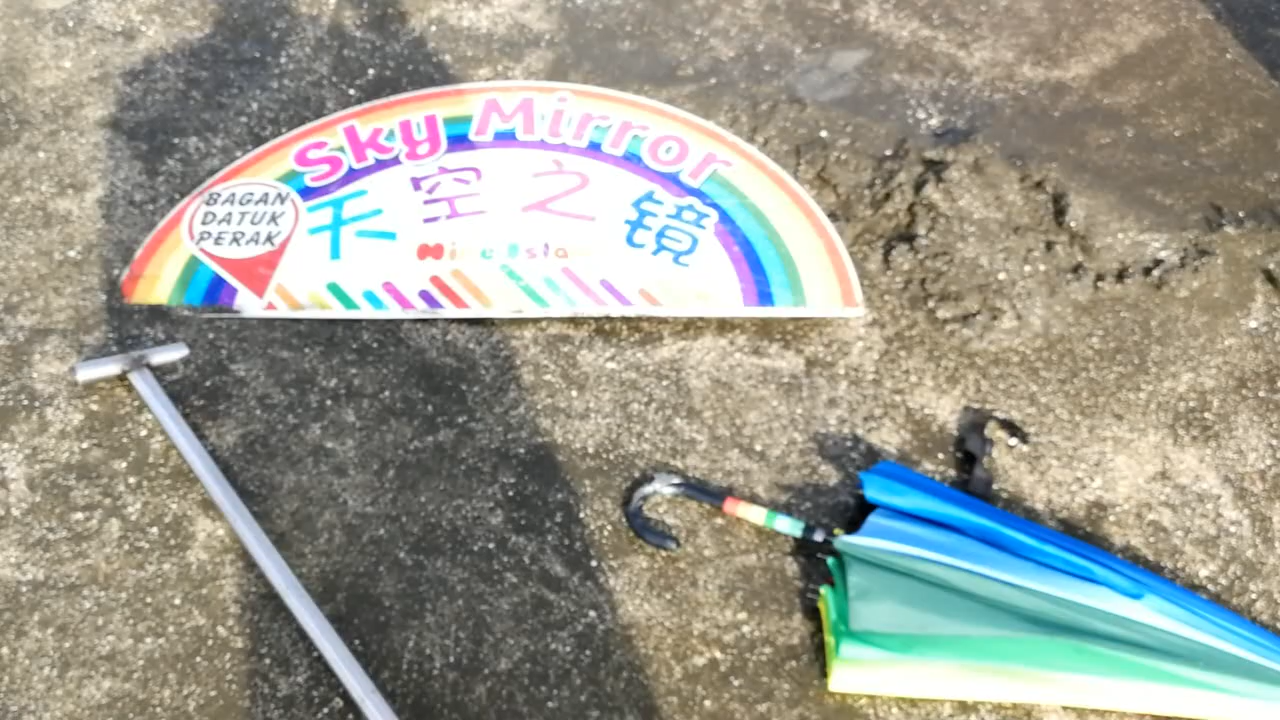 Sky Mirror
天空之镜
BAGAN
DATUK
PERAK